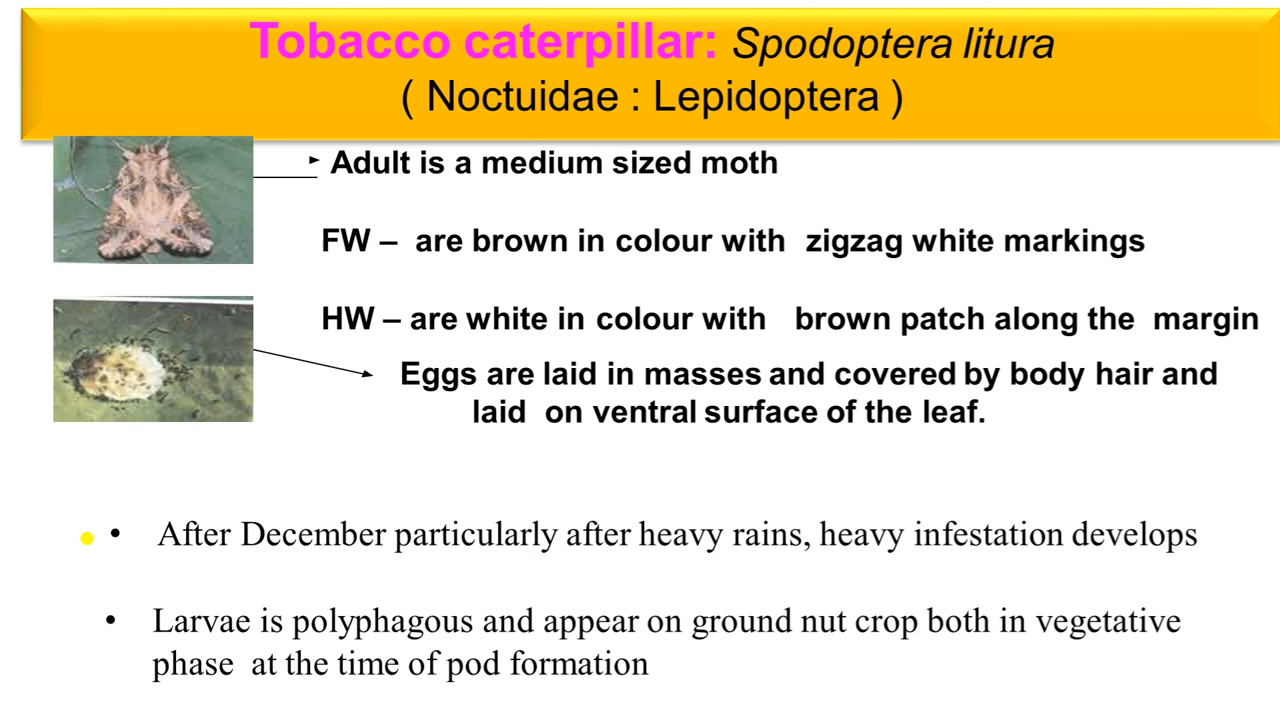 Tobacco caterpillar: Spodoptera litura
( Noctuidae : Lepidoptera )
Adult is a medium sized moth
FW – are brown in colour with zigzag white markings
HW – are white in colour with brown patch along the margin
Eggs are laid in masses and covered by body hair and
laid on ventral surface of the leaf.
• After December particularly after heavy rains, heavy infestation develops
• Larvae is polyphagous and appear on ground nut crop both in vegetative
phase at the time of pod formation